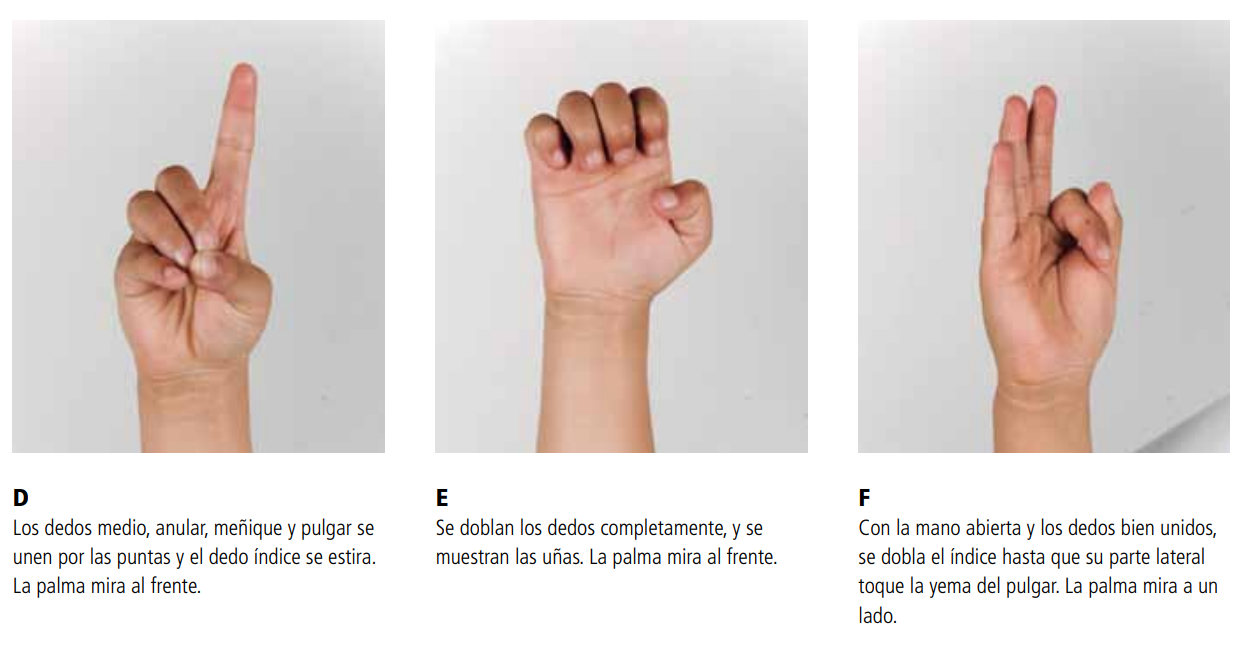 D
Los dedos medio, anular, meñique y pulgar se
unen por las puntas y el dedo índice se estira.
La palma mira al frente.
E
Se doblan los dedos completamente, y se
muestran las uñas. La palma mira al frente.
F
Con la mano abierta y los dedos bien unidos,
se dobla el índice hasta que su parte lateral
toque la yema del pulgar. La palma mira a un
lado.